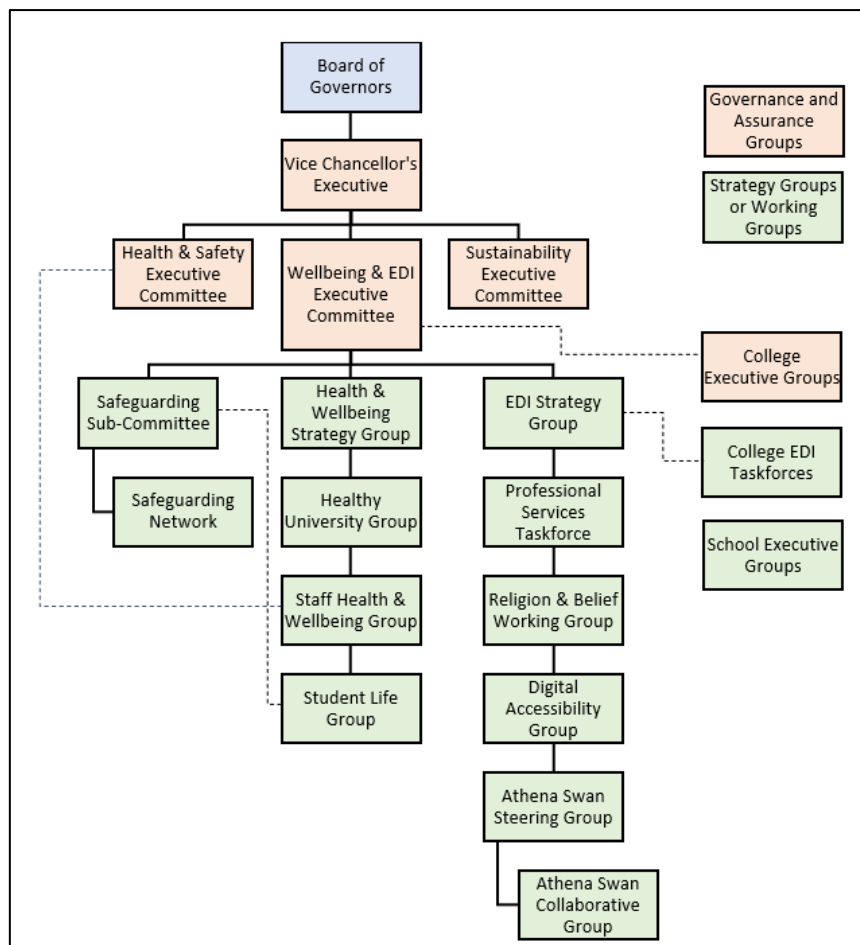 Board of
Governors
Governance and
Assurance
Groups
Vice Chancellor's
Executive
Strategy Groups
or Working
Groups
Health & Safety
Executive
Committee
Wellbeing & EDI
Executive
Committee
Sustainability
Executive
Committee
College
Executive Groups
Safeguarding
Sub-Committee
Health &
Wellbeing
Strategy Group
EDI Strategy
Group
College EDI
Taskforces
Safeguarding
Network
Healthy
University Group
Professional
Services
Taskforce
School Executive
Groups
Staff Health &
Wellbeing Group
Religion & Belief
Working Group
Student Life
Group
Digital
Accessibility
Group
Athena Swan
Steering Group
Athena Swan
Collaborative
Group